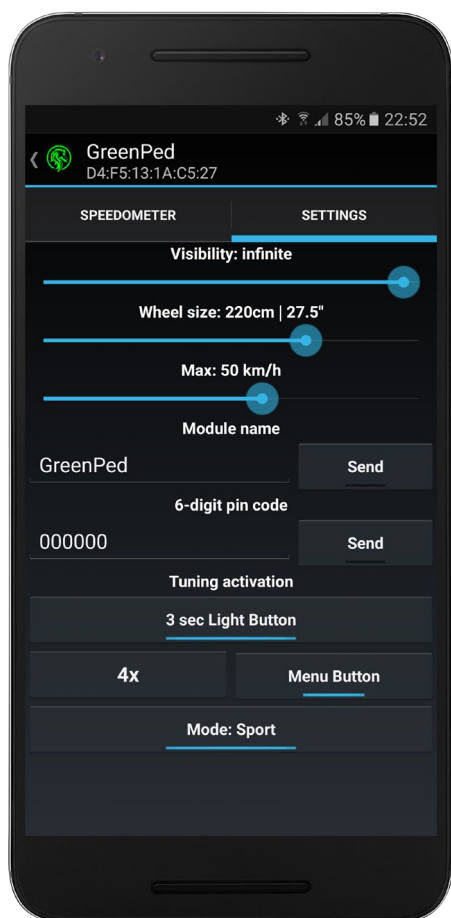 85% 22:52
GreenPed
D4:F5:13:1A:C5:27
SPEEDOMETER SETTINGS
Visibility: infinite
Wheel size: 220cm | 27.5"
Max: 50 km/h
Module name
GreenPed Send
6-digit pin code
000000 Send
Tuning activation
3 sec Light Button
4x Menu Button
Mode: Sport